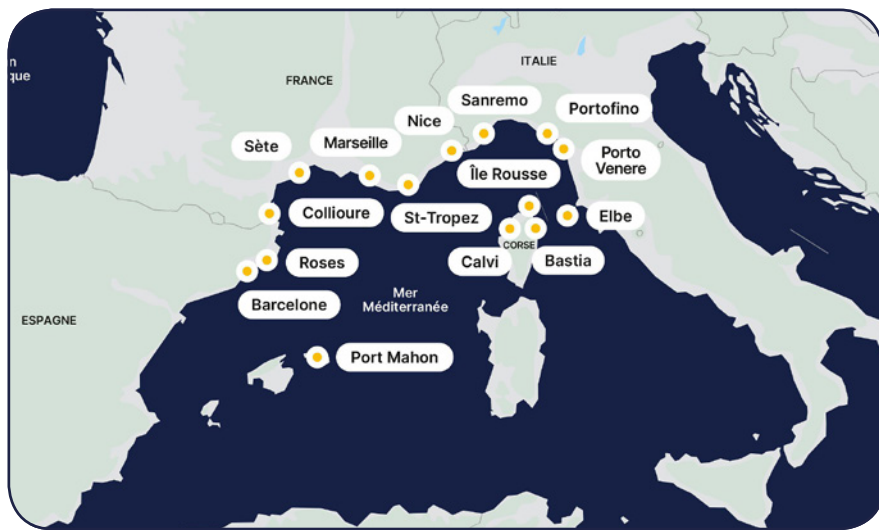 n
que
FRANCE
ITALIE
Sanremo
Portofino
Nice
Sète
Marseille
Porto
Venere
Île Rousse
Collioure
St-Tropez
Elbe
CORSE
Roses
Calvi
Bastia
Barcelone
Mer
Méditerranée
ESPAGNE
Port Mahon